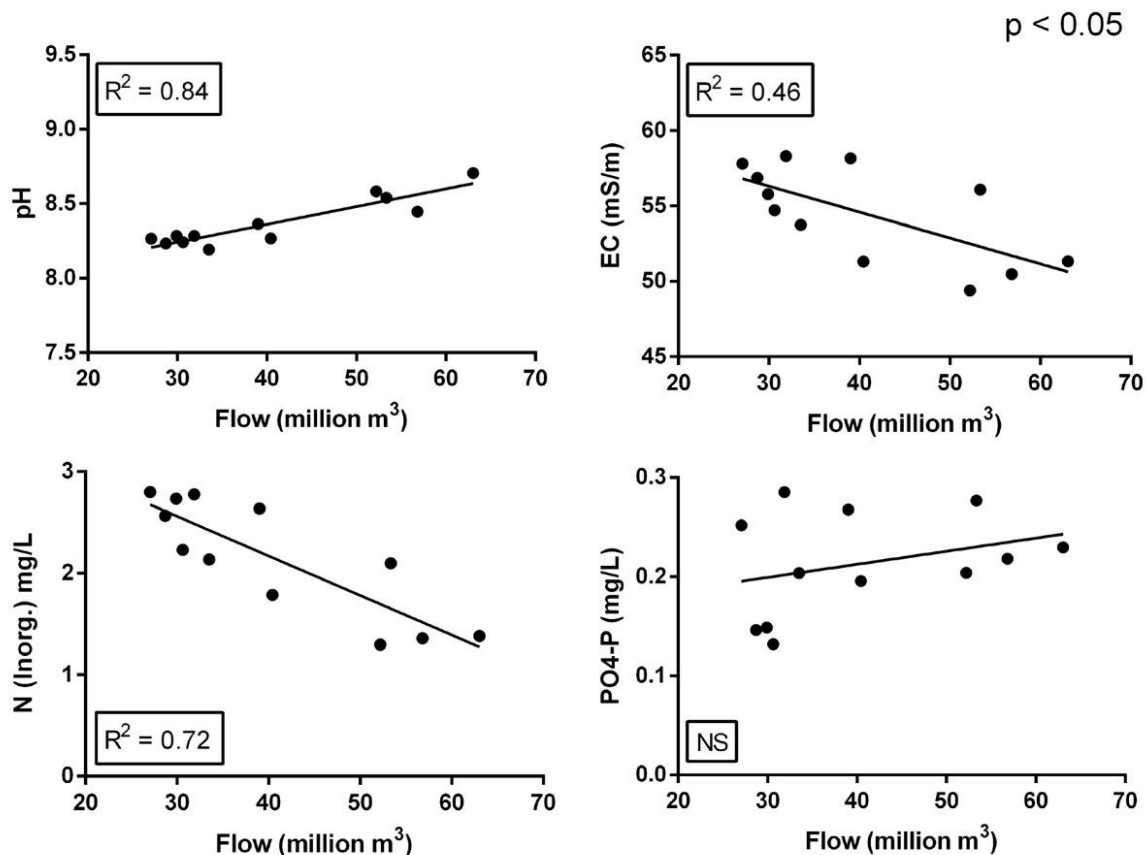 p < 0.05
9.5
9.0
8.5
8.0
7.5
pH
R² = 0.84
20 30 40 50 60 70
Flow (million m³)
65
60
55
50
45
EC (mS/m)
R² = 0.46
20 30 40 50 60 70
Flow (million m³)
3
2
1
0
N (Inorg.) mg/L
R² = 0.72
20 30 40 50 60 70
Flow (million m³)
0.3
0.2
0.1
0.0
PO4-P (mg/L)
NS
20 30 40 50 60 70
Flow (million m³)